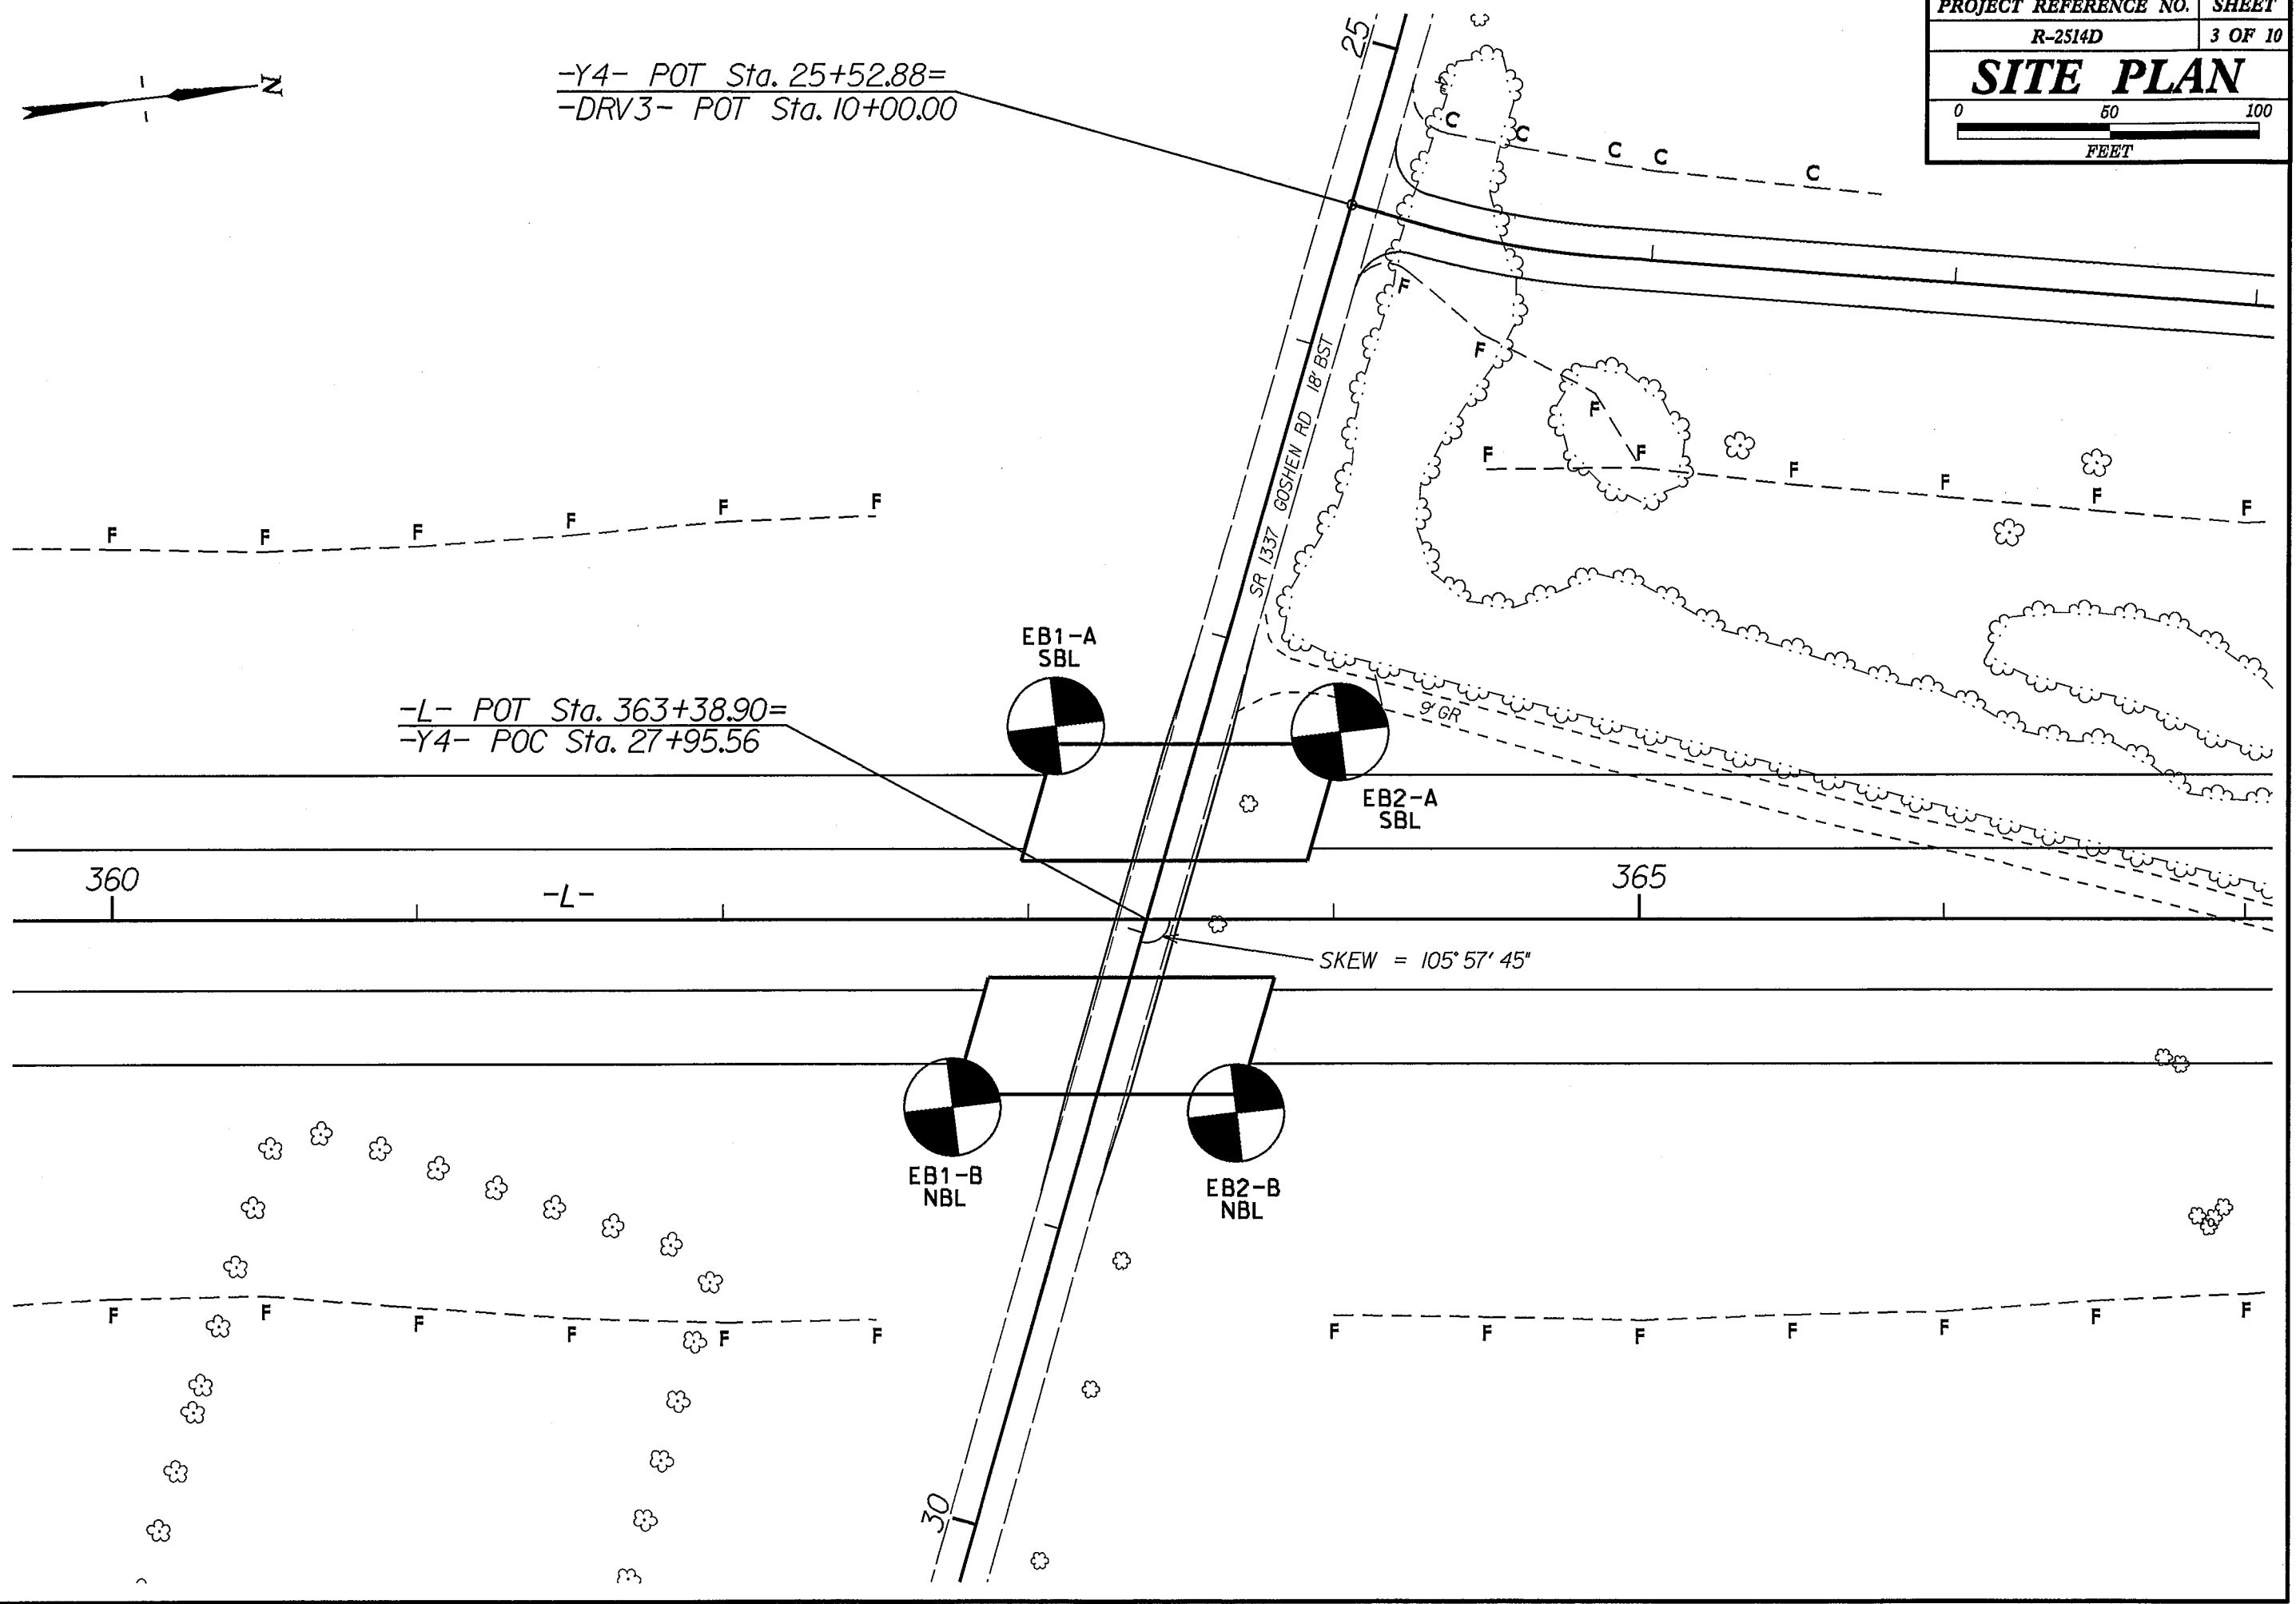 PROJECT REFERENCE NO. SHEET
R-2514D 3 OF 10
SITE PLAN
0 50 100
FEET
N
-Y4- POT Sta. 25+52.88=
-DRV3- POT Sta. 10+00.00
25
C C C C C
SR 1337 GOSHEN RD 18' BST
F
F
F
F F F F F F
F F F F F F
EB1-A
SBL
-L- POT Sta. 363+38.90=
-Y4- POC Sta. 27+95.56
9' GR
EB2-A
SBL
360
-L-
365
SKEW = 105° 57' 45"
EB1-B
NBL
EB2-B
NBL
F F F F F F
F F F F F F F
30